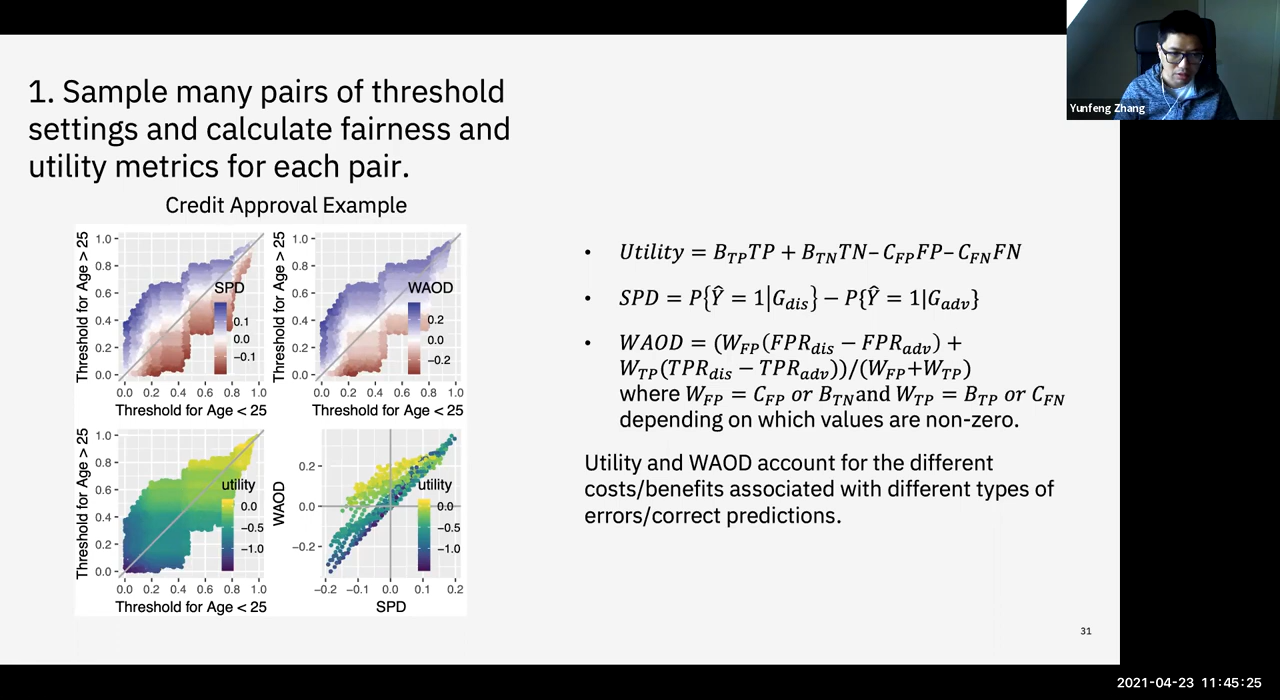 1. Sample many pairs of threshold
settings and calculate fairness and
utility metrics for each pair.
Credit Approval Example
Threshold for Age > 25
1.0
0.8
0.6
0.4
0.2
0.0
SPD
0.1
0.0
−0.1
0.0 0.2 0.4 0.6 0.8 1.0
Threshold for Age < 25
Threshold for Age > 25
1.0
0.8
0.6
0.4
0.2
0.0
WAOD
0.2
0.0
−0.2
0.0 0.2 0.4 0.6 0.8 1.0
Threshold for Age < 25
Threshold for Age > 25
1.0
0.8
0.6
0.4
0.2
0.0
utility
0.0
−0.5
−1.0
0.0 0.2 0.4 0.6 0.8 1.0
Threshold for Age < 25
WAOD
0.2
0.0
−0.2
utility
0.0
−0.5
−1.0
−0.2 −0.1 0.0 0.1 0.2
SPD
• Utility = B_TP TP + B_TN TN – C_FP FP – C_FN FN
• SPD = P{Ŷ = 1|G_dis} − P{Ŷ = 1|G_adv}
• WAOD = (W_FP(FPR_dis − FPR_adv) +
W_TP(TPR_dis − TPR_adv))/(W_FP+W_TP)
where W_FP = C_FP or B_TN and W_TP = B_TP or C_FN
depending on which values are non-zero.
Utility and WAOD account for the different
costs/benefits associated with different types of
errors/correct predictions.
31
Yunfeng Zhang
2021-04-23 11:45:25